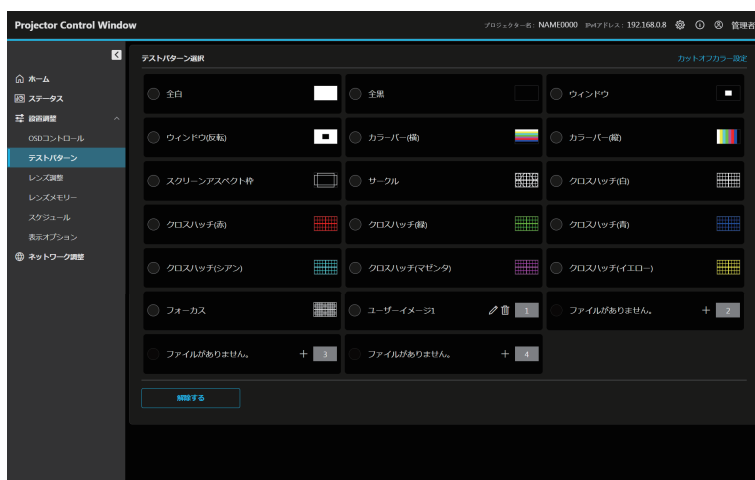 Projector Control Window
プロジェクター名: NAME0000 IPv4アドレス: 192.168.0.8 管理者
テストパターン選択 カットオフカラー設定
ホーム
ステータス
設置調整
OSDコントロール
テストパターン
レンズ調整
レンズメモリー
スケジュール
表示オプション
ネットワーク調整
全白 全黒 ウィンドウ
ウィンドウ(反転) カラーバー(横) カラーバー(縦)
スクリーンアスペクト枠 サークル クロスハッチ(白)
クロスハッチ(赤) クロスハッチ(緑) クロスハッチ(青)
クロスハッチ(シアン) クロスハッチ(マゼンタ) クロスハッチ(イエロー)
フォーカス ユーザーイメージ1 1 ファイルがありません。 2
ファイルがありません。 3 ファイルがありません。 4
解除する